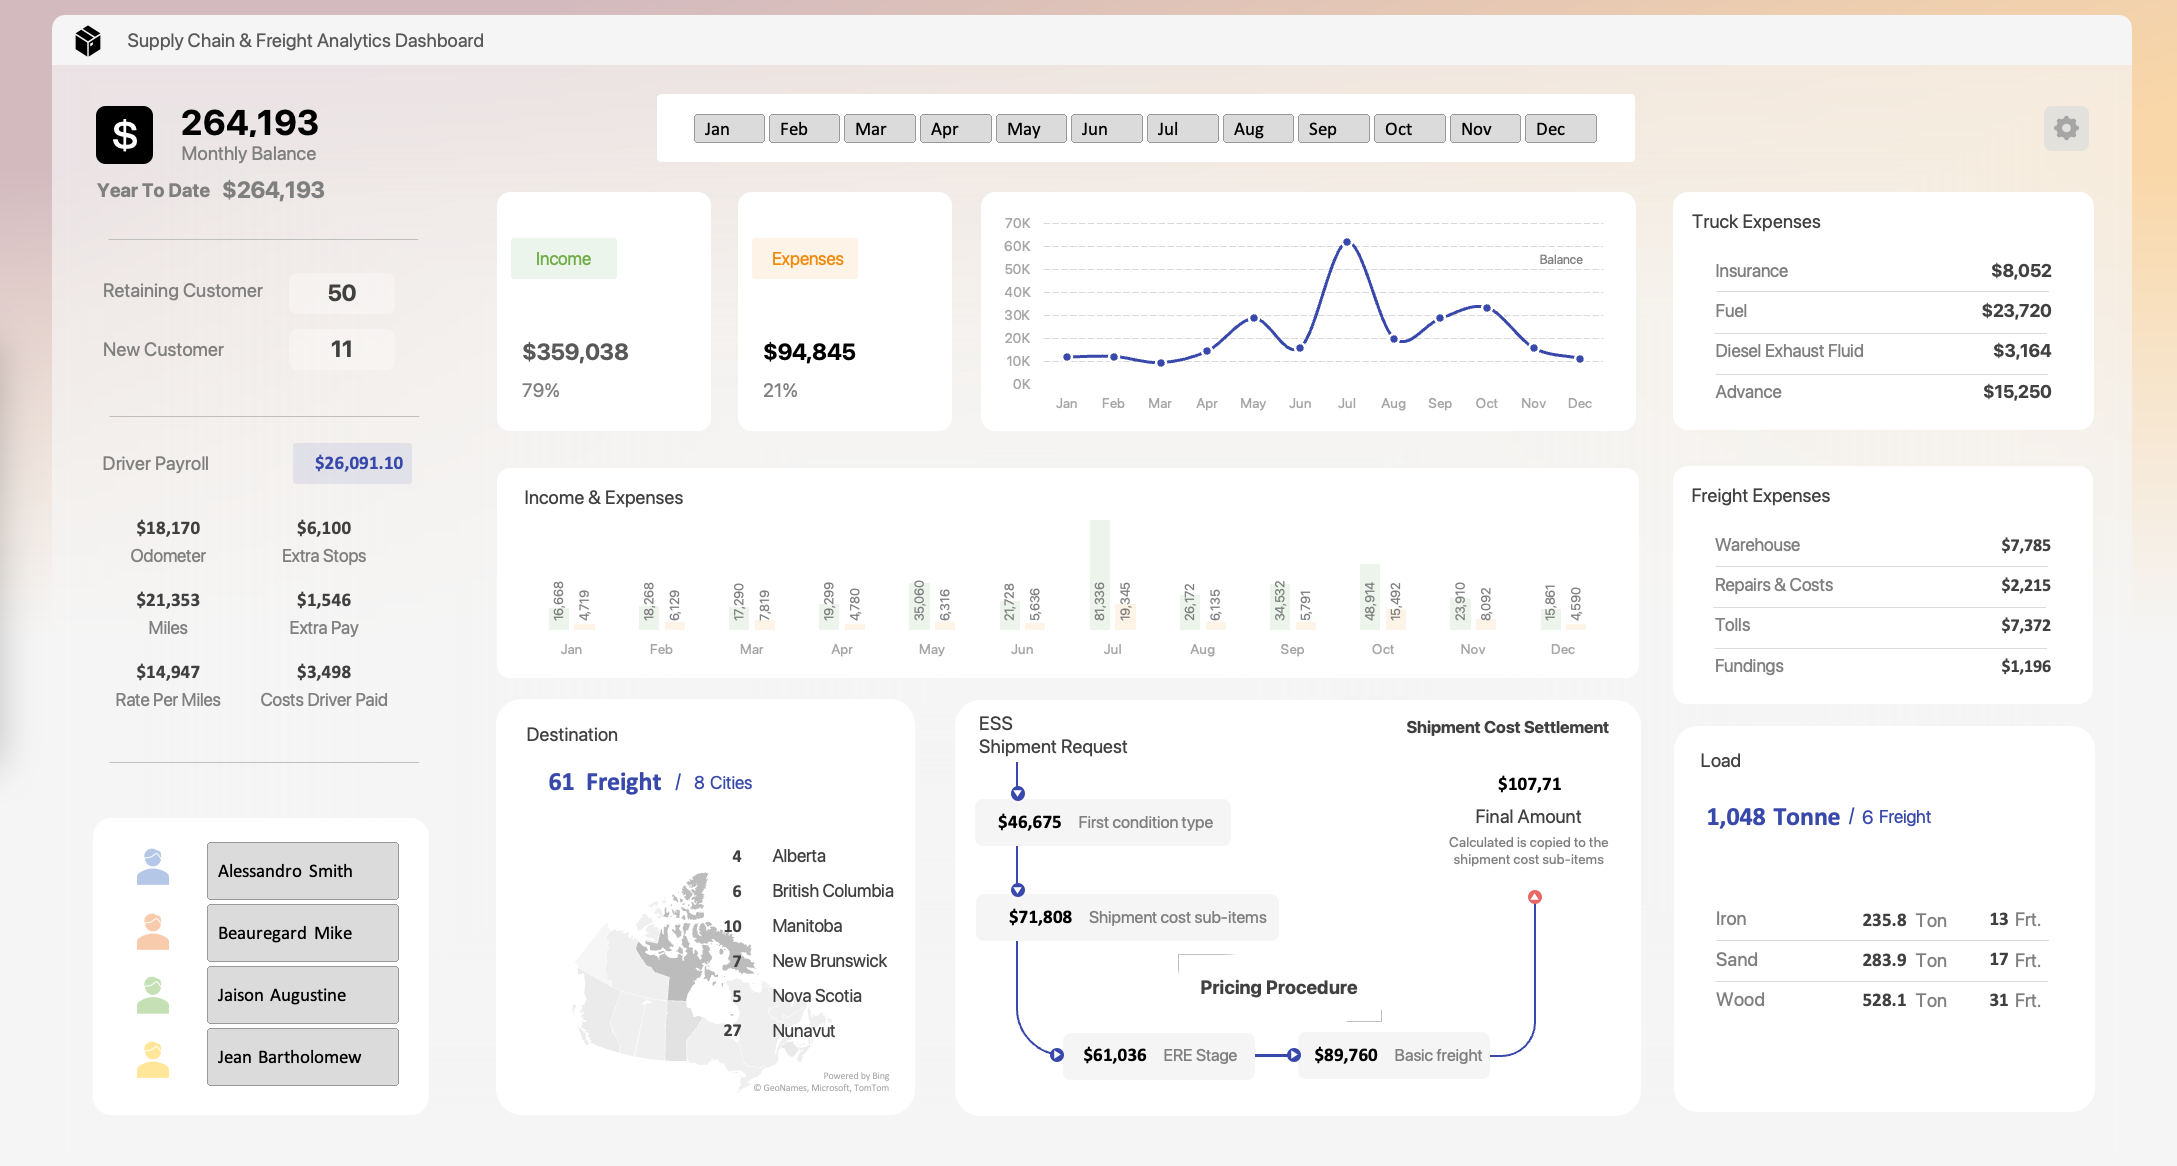 Supply Chain & Freight Analytics Dashboard
$
264,193
Monthly Balance
Year To Date $264,193
Retaining Customer 50
New Customer 11
Driver Payroll $26,091.10
$18,170 $6,100
Odometer Extra Stops
$21,353 $1,546
Miles Extra Pay
$14,947 $3,498
Rate Per Miles Costs Driver Paid
Alessandro Smith
Beauregard Mike
Jaison Augustine
Jean Bartholomew
Jan Feb Mar Apr May Jun Jul Aug Sep Oct Nov Dec
Income
$359,038
79%
Expenses
$94,845
21%
70K
60K
50K
40K
30K
20K
10K
0K
Balance
Jan Feb Mar Apr May Jun Jul Aug Sep Oct Nov Dec
Income & Expenses
16,668 4,719 18,268 6,129 17,290 7,819 19,299 4,780 35,060 6,316 21,728 5,636 81,336 19,345 26,172 6,135 34,532 5,791 48,914 15,492 23,910 8,092 15,861 4,590
Jan Feb Mar Apr May Jun Jul Aug Sep Oct Nov Dec
Destination
61 Freight / 8 Cities
4 Alberta
6 British Columbia
10 Manitoba
7 New Brunswick
5 Nova Scotia
27 Nunavut
Powered by Bing
© GeoNames, Microsoft, TomTom
ESS
Shipment Request
$46,675 First condition type
$71,808 Shipment cost sub-items
Pricing Procedure
$61,036 ERE Stage
$89,760 Basic freight
Shipment Cost Settlement
$107,71
Final Amount
Calculated is copied to the
shipment cost sub-items
Truck Expenses
Insurance $8,052
Fuel $23,720
Diesel Exhaust Fluid $3,164
Advance $15,250
Freight Expenses
Warehouse $7,785
Repairs & Costs $2,215
Tolls $7,372
Fundings $1,196
Load
1,048 Tonne / 6 Freight
Iron 235.8 Ton 13 Frt.
Sand 283.9 Ton 17 Frt.
Wood 528.1 Ton 31 Frt.